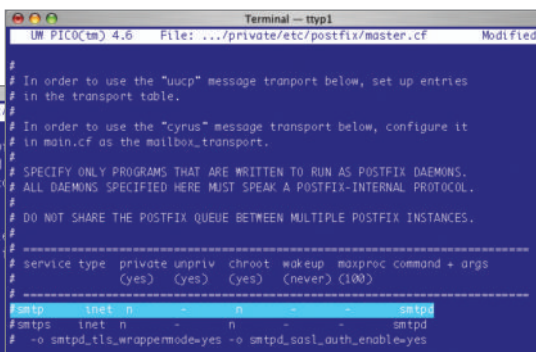 Terminal — ttyp1
UW PICO(tm) 4.6 File: .../private/etc/postfix/master.cf Modified
#
# In order to use the "uucp" message tranport below, set up entries
# in the transport table.
#
# In order to use the "cyrus" message transport below, configure it
# in main.cf as the mailbox_transport.
#
# SPECIFY ONLY PROGRAMS THAT ARE WRITTEN TO RUN AS POSTFIX DAEMONS.
# ALL DAEMONS SPECIFIED HERE MUST SPEAK A POSTFIX-INTERNAL PROTOCOL.
#
# DO NOT SHARE THE POSTFIX QUEUE BETWEEN MULTIPLE POSTFIX INSTANCES.
#
# ==========================================================================
# service type private unpriv chroot wakeup maxproc command + args
# (yes) (yes) (yes) (never) (100)
# ==========================================================================
#smtp inet n - n - - smtpd
#smtps inet n - n - - smtpd
# -o smtpd_tls_wrappermode=yes -o smtpd_sasl_auth_enable=yes